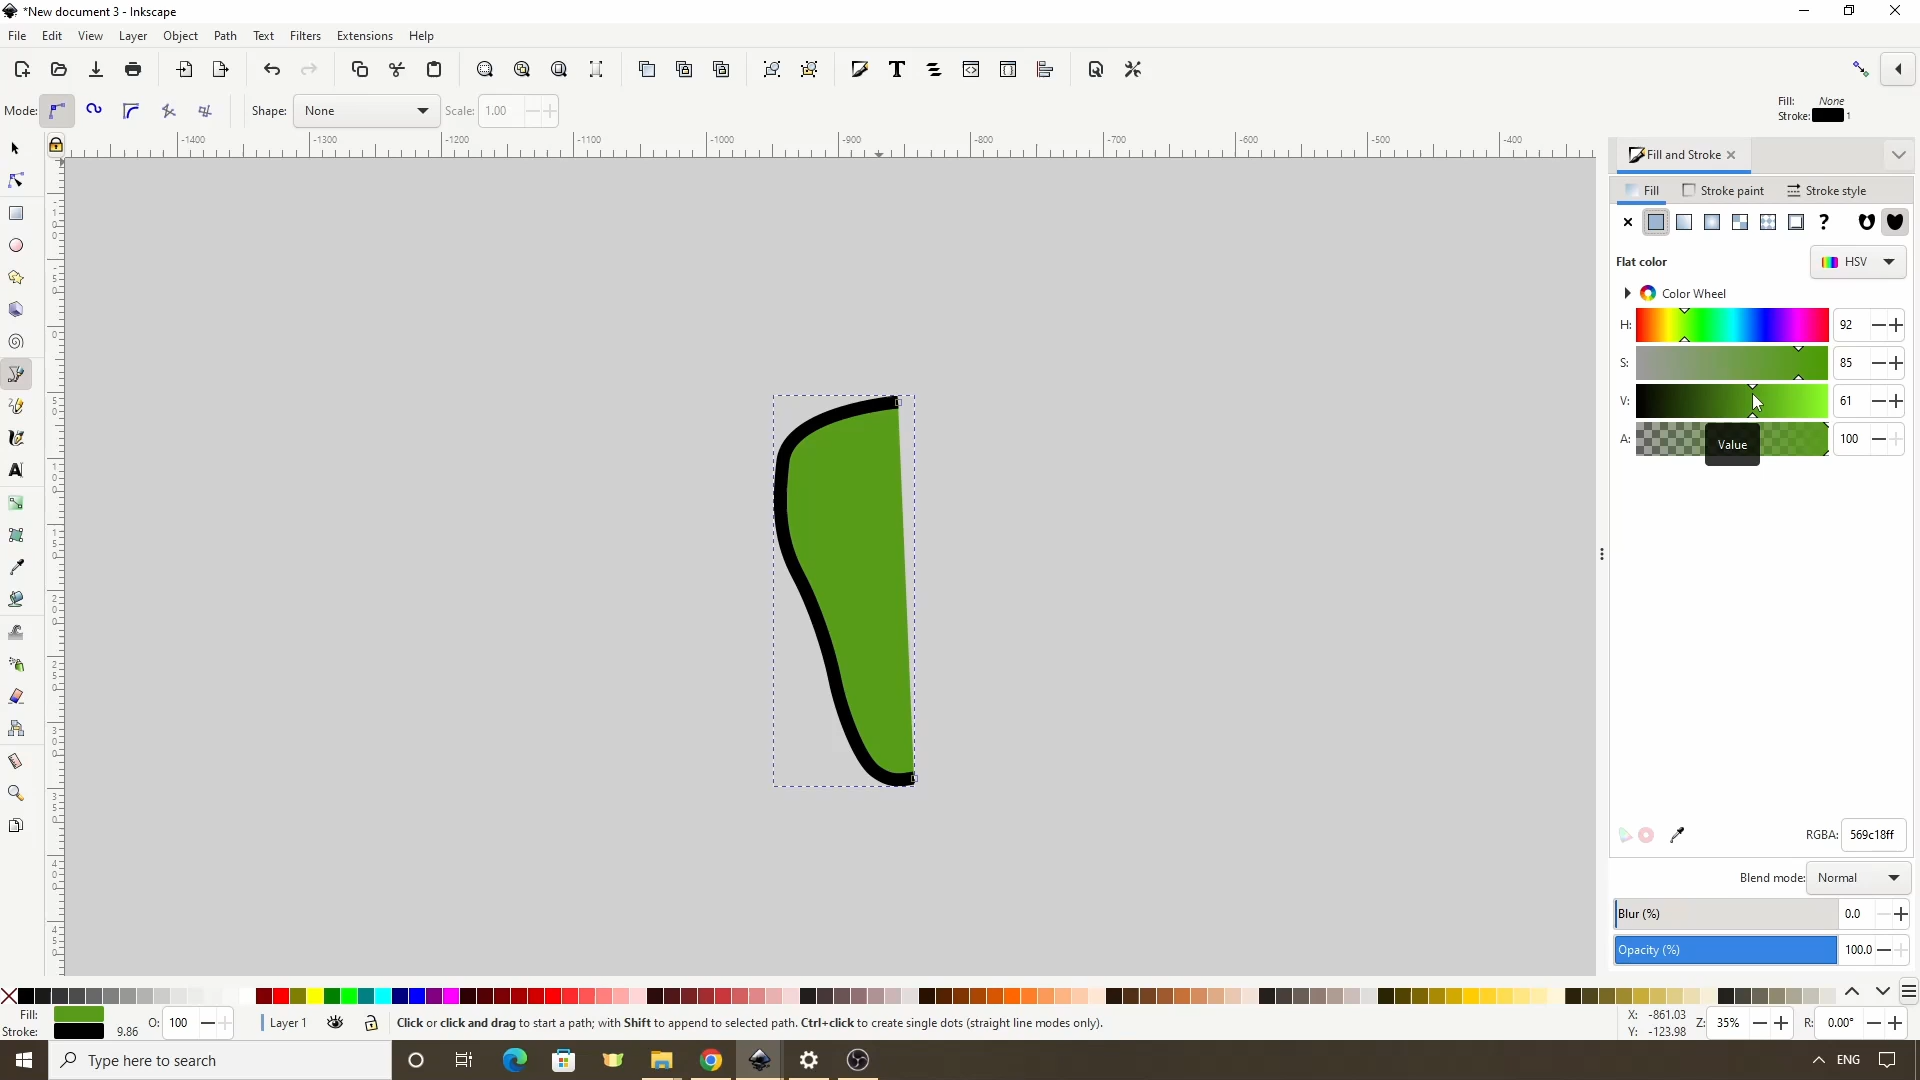 *New document 3 - Inkscape
File Edit View Layer Object Path Text Filters Extensions Help
Mode: Shape: None Scale: 1.00
Fill: None
Stroke: 1
-1400 -1300 -1200 -1100 -1000 -900 -800 -700 -600 -500 -400
Fill and Stroke
Fill Stroke paint Stroke style
?
Flat color HSV
Color Wheel
H: 92
S: 85
V: 61
A: 100
Value
RGBA: 569c18ff
Blend mode: Normal
Blur (%) 0.0
Opacity (%) 100.0
Fill:
Stroke: 9.86 O: 100 Layer 1 Click or click and drag to start a path; with Shift to append to selected path. Ctrl+click to create single dots (straight line modes only).
X: -861.03
Y: -123.98
Z: 35% R: 0.00°
Type here to search ENG